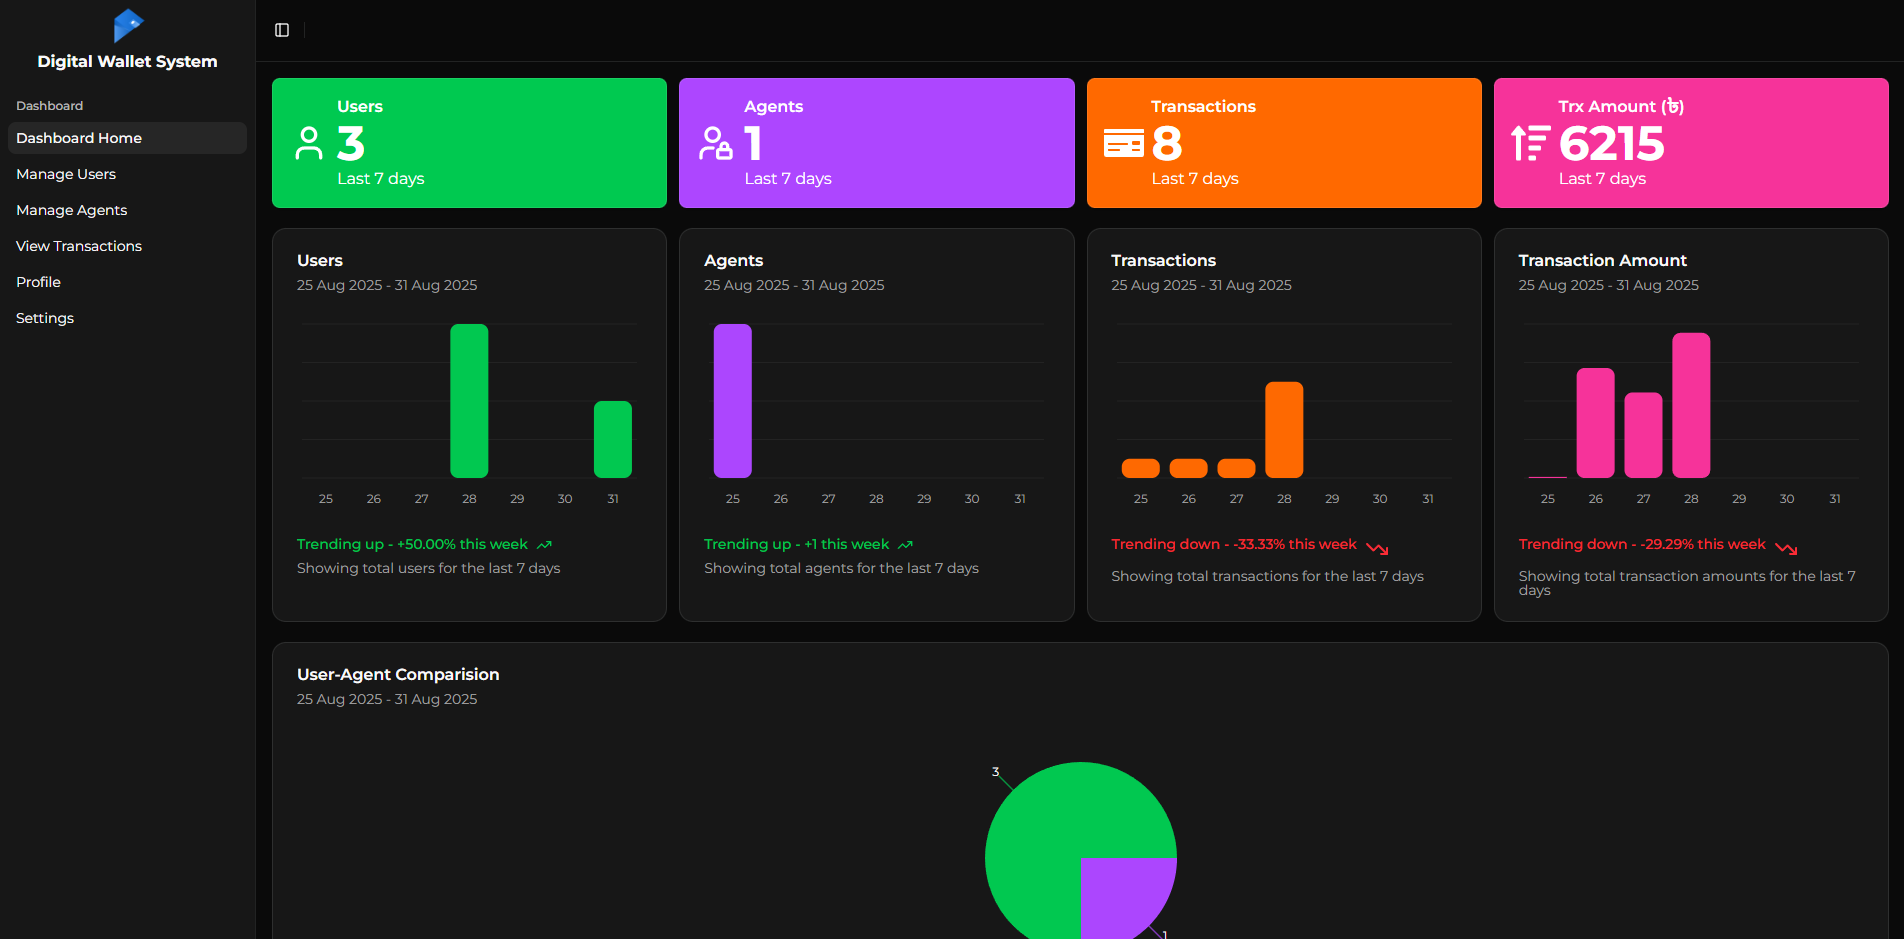 Digital Wallet System
Dashboard
Dashboard Home
Manage Users
Manage Agents
View Transactions
Profile
Settings
Users
3
Last 7 days
Agents
1
Last 7 days
Transactions
8
Last 7 days
Trx Amount (৳)
6215
Last 7 days
Users
25 Aug 2025 - 31 Aug 2025
25 26 27 28 29 30 31
Trending up - +50.00% this week
Showing total users for the last 7 days
Agents
25 Aug 2025 - 31 Aug 2025
25 26 27 28 29 30 31
Trending up - +1 this week
Showing total agents for the last 7 days
Transactions
25 Aug 2025 - 31 Aug 2025
25 26 27 28 29 30 31
Trending down - -33.33% this week
Showing total transactions for the last 7 days
Transaction Amount
25 Aug 2025 - 31 Aug 2025
25 26 27 28 29 30 31
Trending down - -29.29% this week
Showing total transaction amounts for the last 7
days
User-Agent Comparision
25 Aug 2025 - 31 Aug 2025
3
1